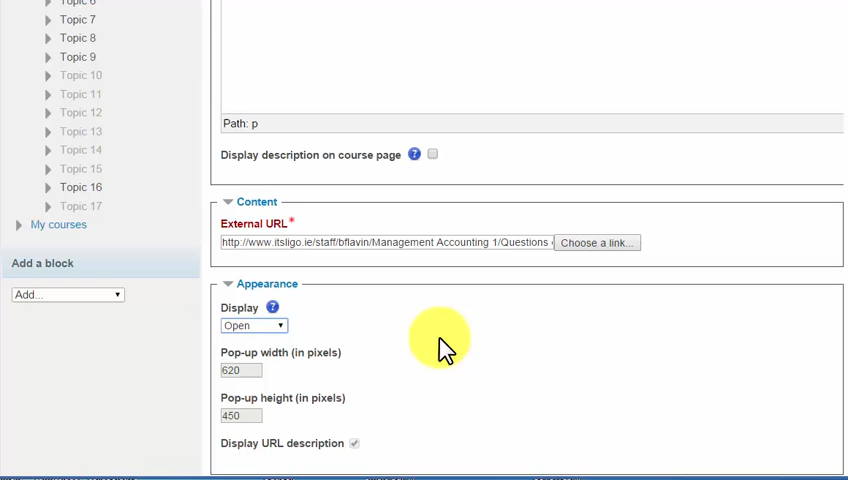 Topic 6
Topic 7
Topic 8
Topic 9
Topic 10
Topic 11
Topic 12
Topic 13
Topic 14
Topic 15
Topic 16
Topic 17
My courses
Add a block
Add...
Path: p
Display description on course page
Content
External URL*
http://www.itsligo.ie/staff/bflavin/Management Accounting 1/Questions
Choose a link...
Appearance
Display
Open
Pop-up width (in pixels)
620
Pop-up height (in pixels)
450
Display URL description